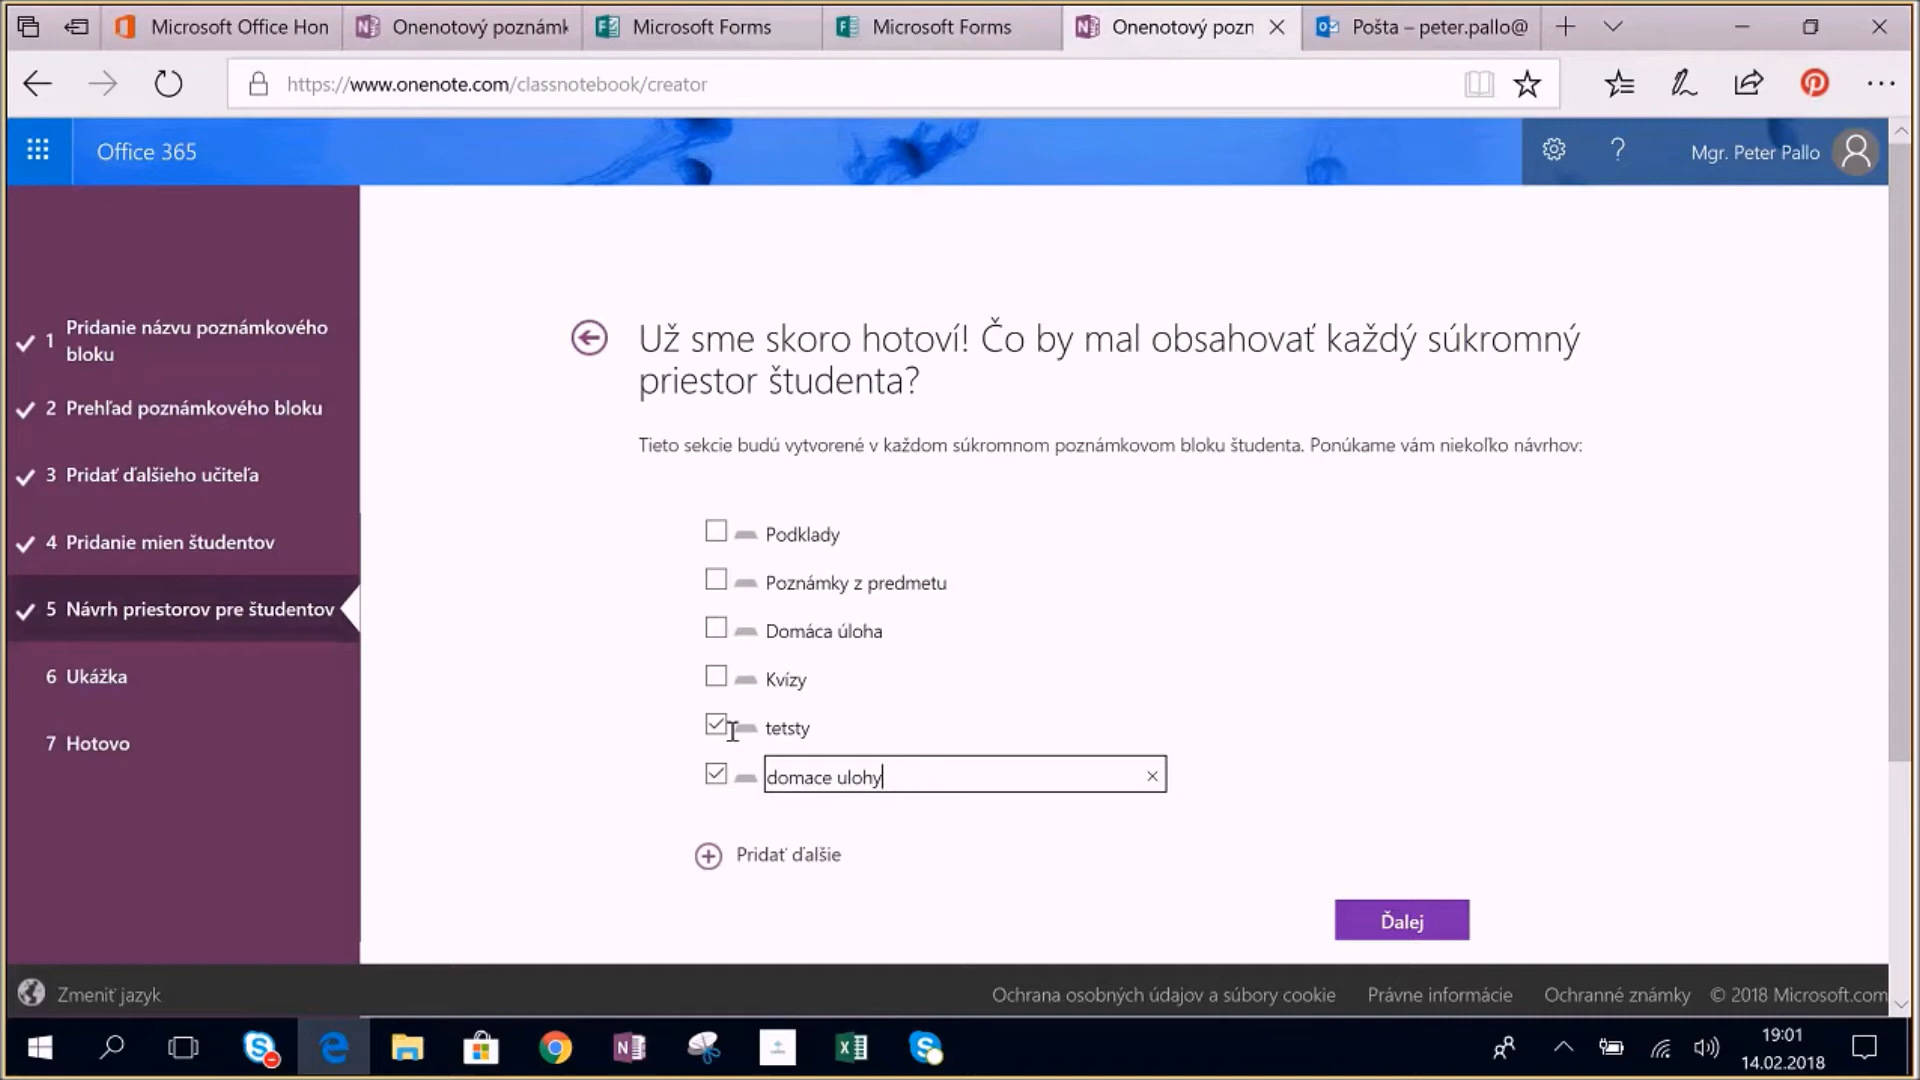 Microsoft Office Hon
Onenotový poznámk
Microsoft Forms
Microsoft Forms
Onenotový pozn
Pošta – peter.pallo@
https://www.onenote.com/classnotebook/creator
Office 365
Mgr. Peter Pallo
1 Pridanie názvu poznámkového
bloku
2 Prehľad poznámkového bloku
3 Pridať ďalšieho učiteľa
4 Pridanie mien študentov
5 Návrh priestorov pre študentov
6 Ukážka
7 Hotovo
Už sme skoro hotoví! Čo by mal obsahovať každý súkromný
priestor študenta?
Tieto sekcie budú vytvorené v každom súkromnom poznámkovom bloku študenta. Ponúkame vám niekoľko návrhov:
Podklady
Poznámky z predmetu
Domáca úloha
Kvízy
tetsty
domace ulohy
Pridať ďalšie
Ďalej
Zmeniť jazyk
Ochrana osobných údajov a súbory cookie
Právne informácie
Ochranné známky
© 2018 Microsoft.com
19:01
14.02.2018